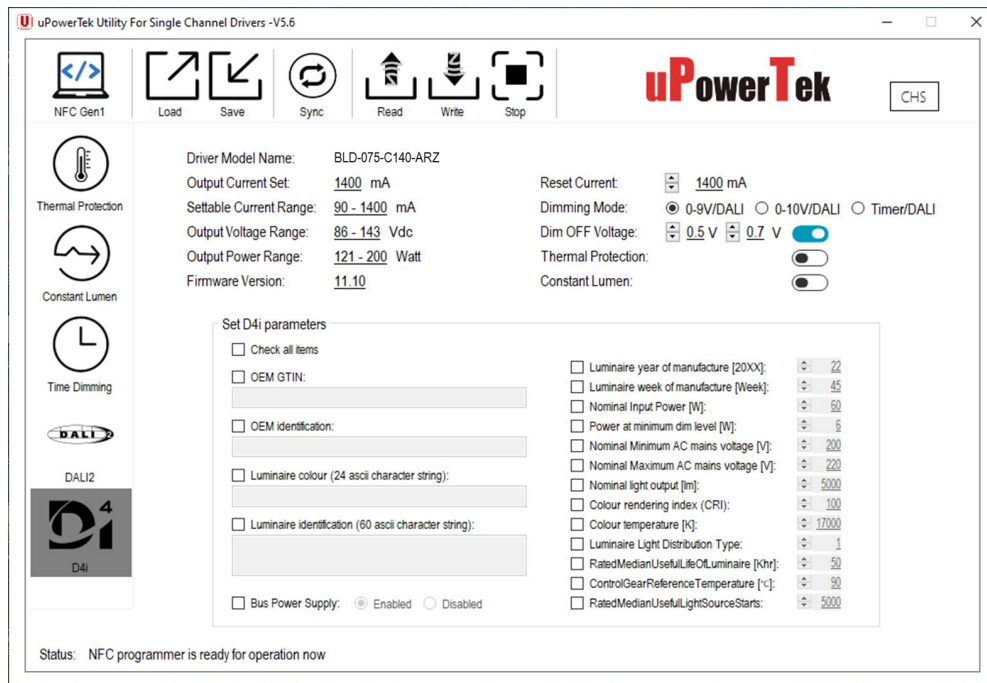 uPowerTek Utility For Single Channel Drivers -V5.6
</>
NFC Gen1
Load
Save
Sync
Read
Write
Stop
uPowerTek
CHS
Thermal Protection
Constant Lumen
Time Dimming
DALI 2
DALI2
D4i
D4i
Driver Model Name: BLD-075-C140-ARZ
Output Current Set: 1400 mA
Settable Current Range: 90 - 1400 mA
Output Voltage Range: 86 - 143 Vdc
Output Power Range: 121 - 200 Watt
Firmware Version: 11.10
Reset Current: 1400 mA
Dimming Mode: 0-9V/DALI 0-10V/DALI Timer/DALI
Dim OFF Voltage: 0.5 V 0.7 V
Thermal Protection:
Constant Lumen:
Set D4i parameters
Check all items
OEM GTIN:
OEM identification:
Luminaire colour (24 ascii character string):
Luminaire identification (60 ascii character string):
Bus Power Supply: Enabled Disabled
Luminaire year of manufacture [20XX]: 22
Luminaire week of manufacture [Week]: 45
Nominal Input Power [W]: 60
Power at minimum dim level [W]: 6
Nominal Minimum AC mains voltage [V]: 200
Nominal Maximum AC mains voltage [V]: 220
Nominal light output [lm]: 5000
Colour rendering index (CRI): 100
Colour temperature [K]: 17000
Luminaire Light Distribution Type: 1
RatedMedianUsefulLifeOfLuminaire [Khr]: 50
ControlGearReferenceTemperature [℃]: 90
RatedMedianUsefulLightSourceStarts: 5000
Status: NFC programmer is ready for operation now